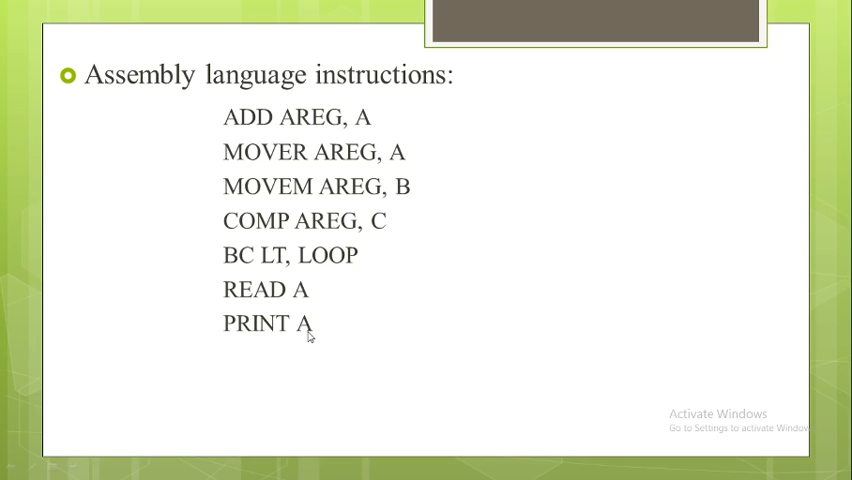 Assembly language instructions:
ADD AREG, A
MOVER AREG, A
MOVEM AREG, B
COMP AREG, C
BC LT, LOOP
READ A
PRINT A
Activate Windows
Go to Settings to activate Window